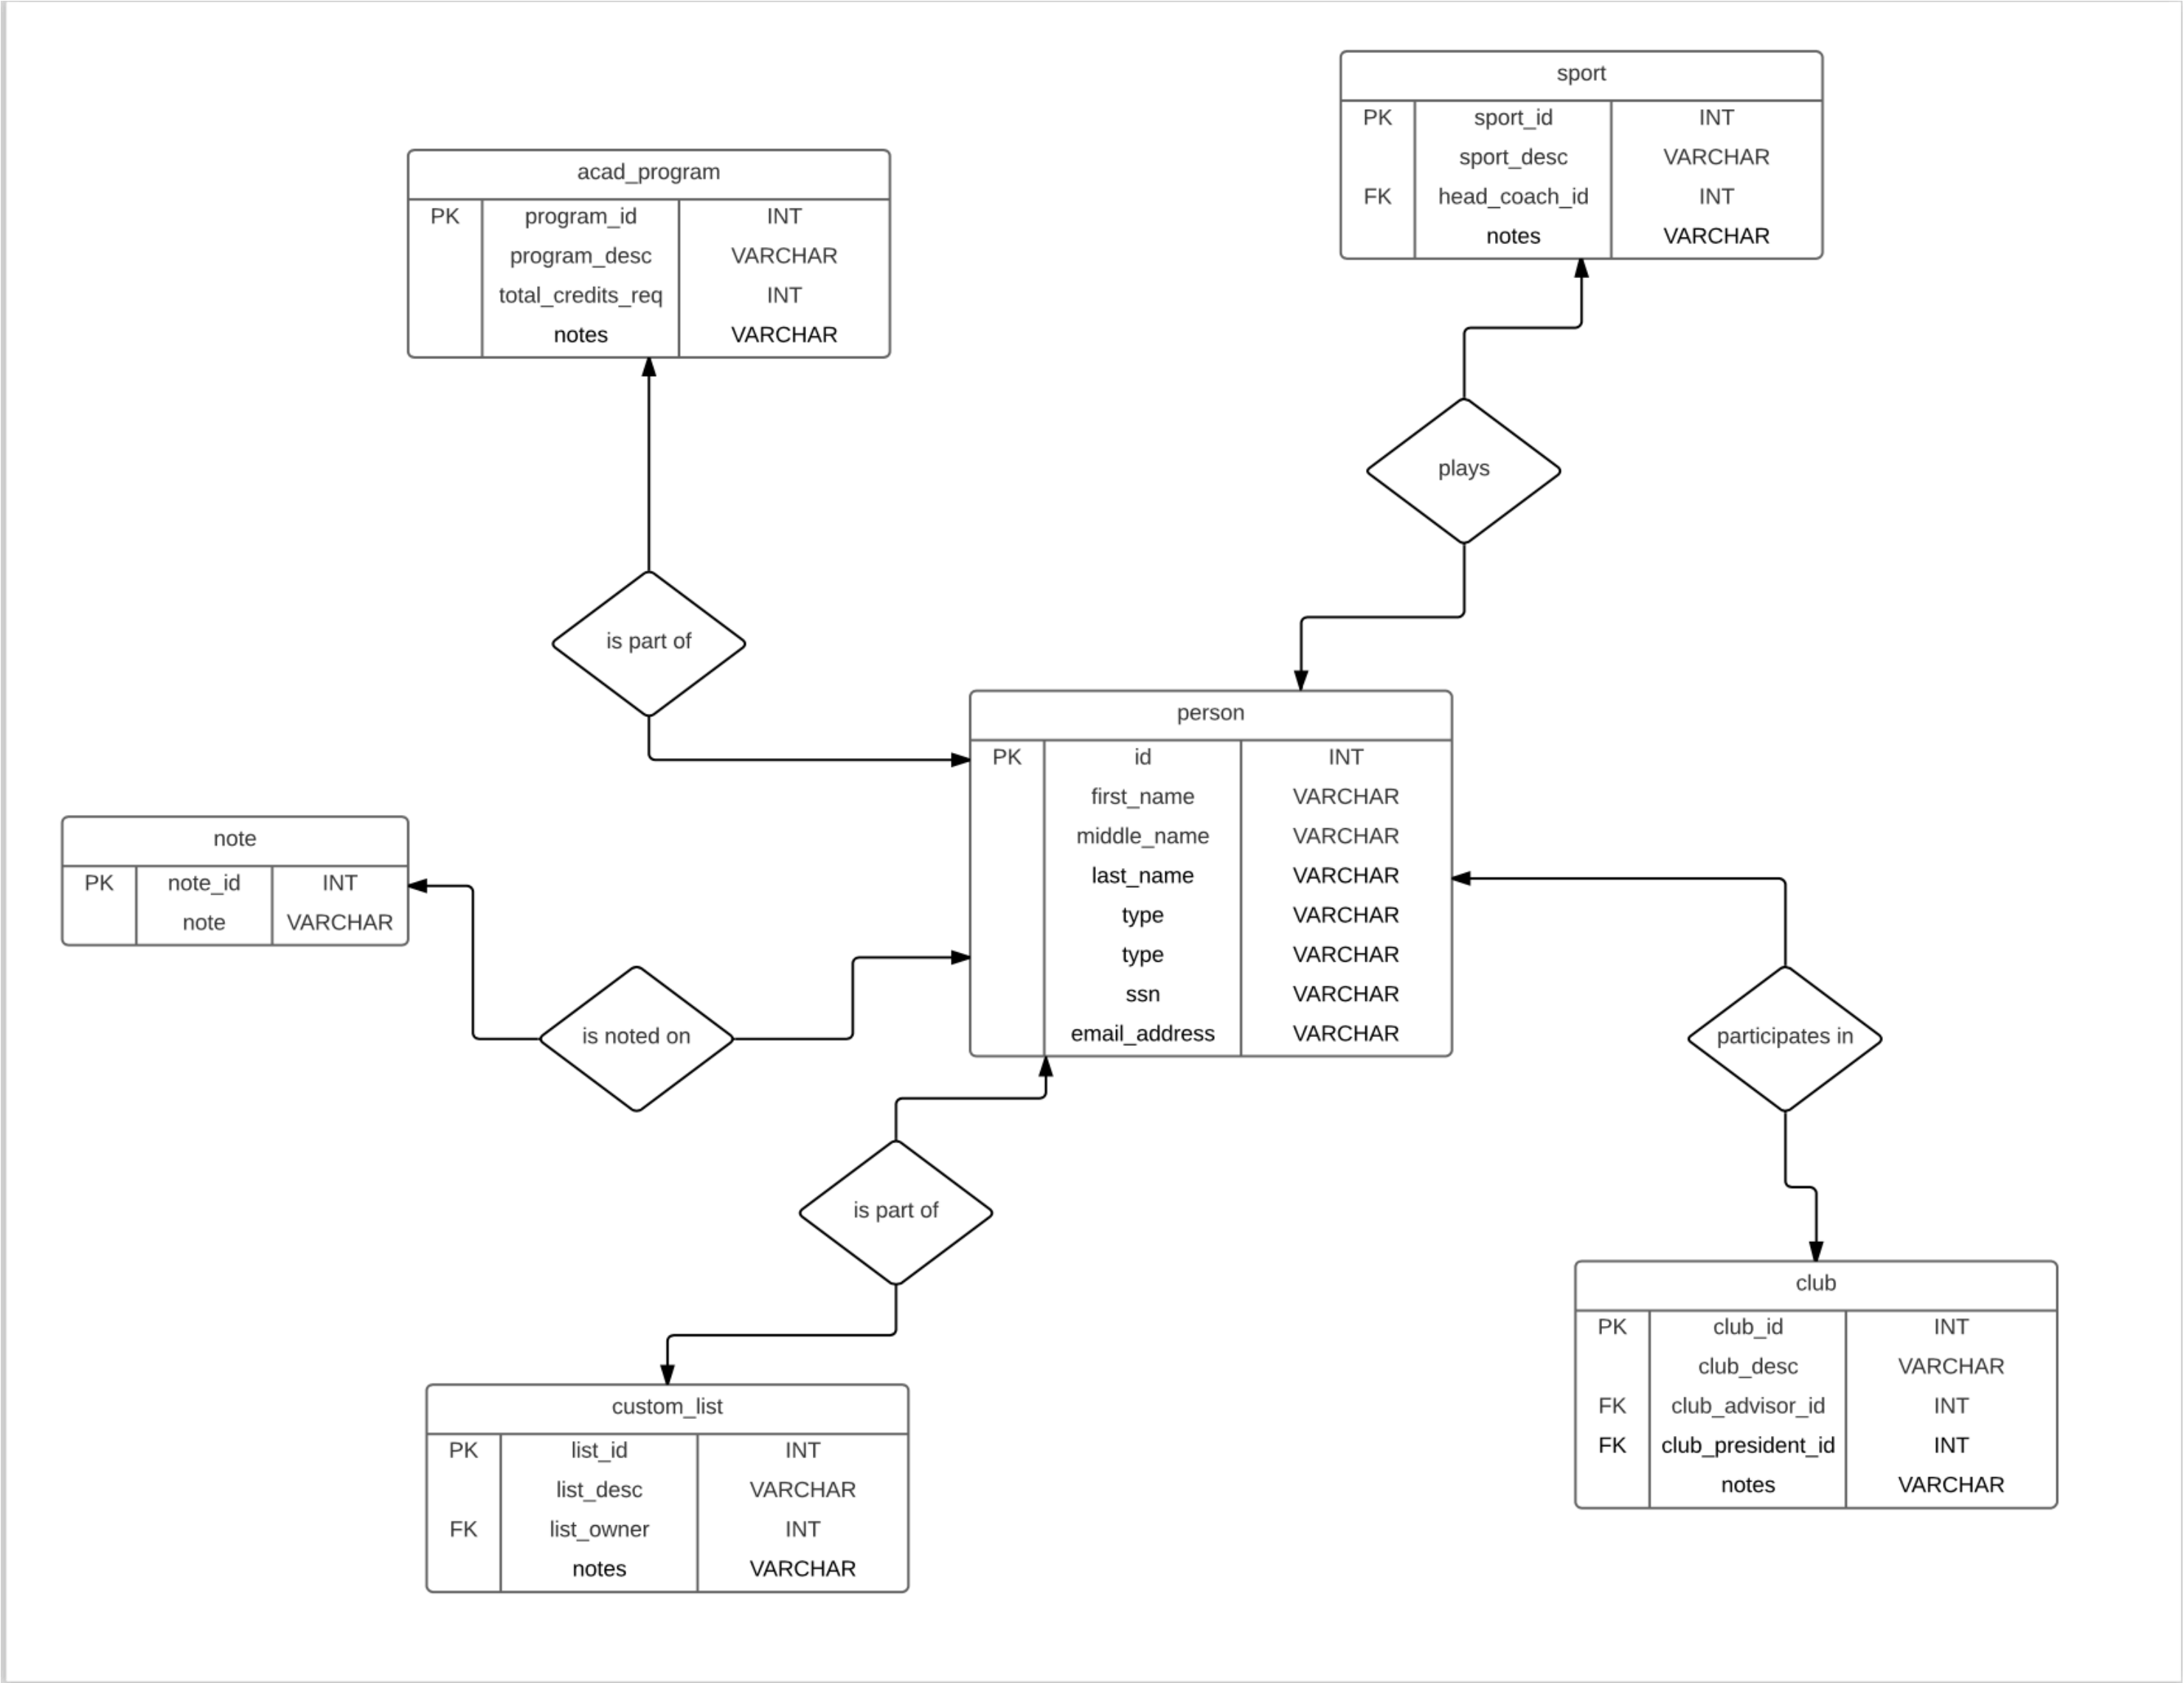 sport
PK sport_id INT
sport_desc VARCHAR
FK head_coach_id INT
notes VARCHAR
acad_program
PK program_id INT
program_desc VARCHAR
total_credits_req INT
notes VARCHAR
plays
is part of
person
PK id INT
first_name VARCHAR
middle_name VARCHAR
last_name VARCHAR
type VARCHAR
type VARCHAR
ssn VARCHAR
email_address VARCHAR
note
PK note_id INT
note VARCHAR
is noted on
participates in
is part of
club
PK club_id INT
club_desc VARCHAR
FK club_advisor_id INT
FK club_president_id INT
notes VARCHAR
custom_list
PK list_id INT
list_desc VARCHAR
FK list_owner INT
notes VARCHAR